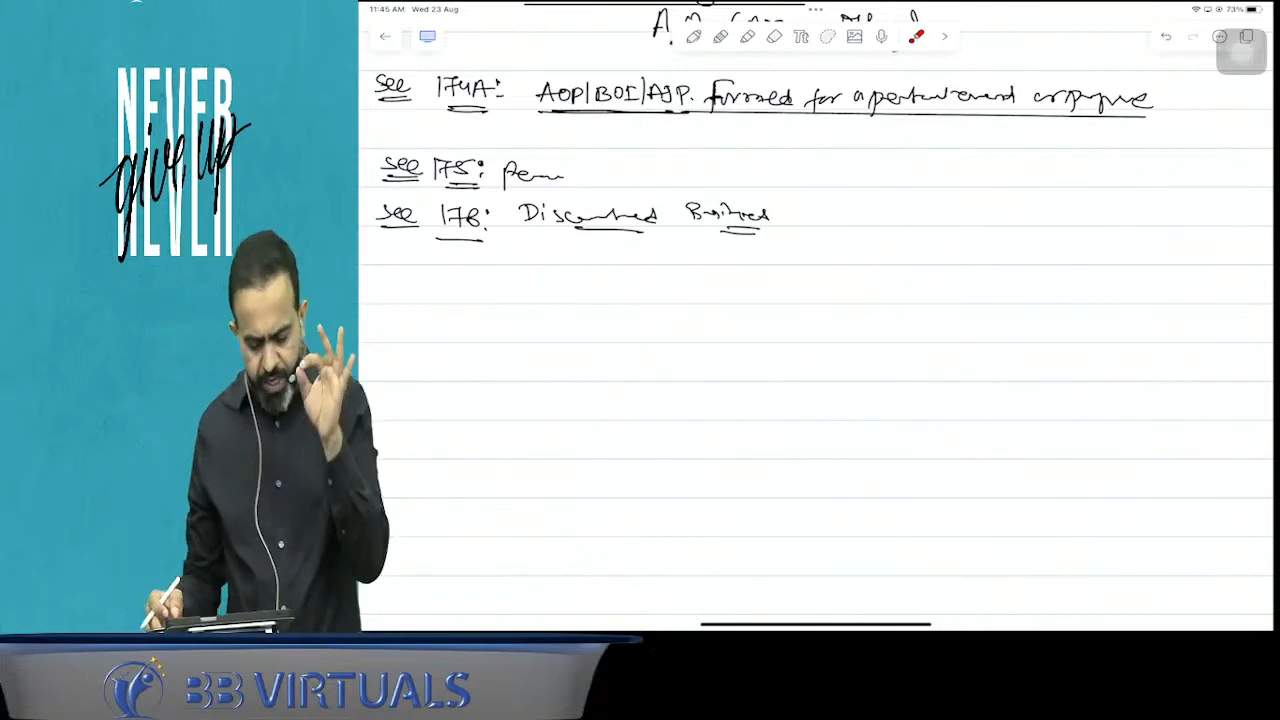 11:45 AM Wed 23 Aug
73%
NEVER
give up
NEVER
Sec 174A: AOP/BOI/AJP. formed for a particular event or purpose
Sec 175:
Sec 176: Discontinued Business
BB VIRTUALS